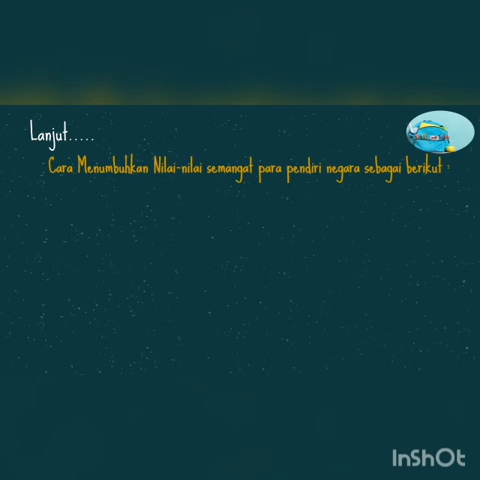 Lanjut.....
Cara Menumbuhkan Nilai-nilai semangat para pendiri negara sebagai berikut :
InShOt